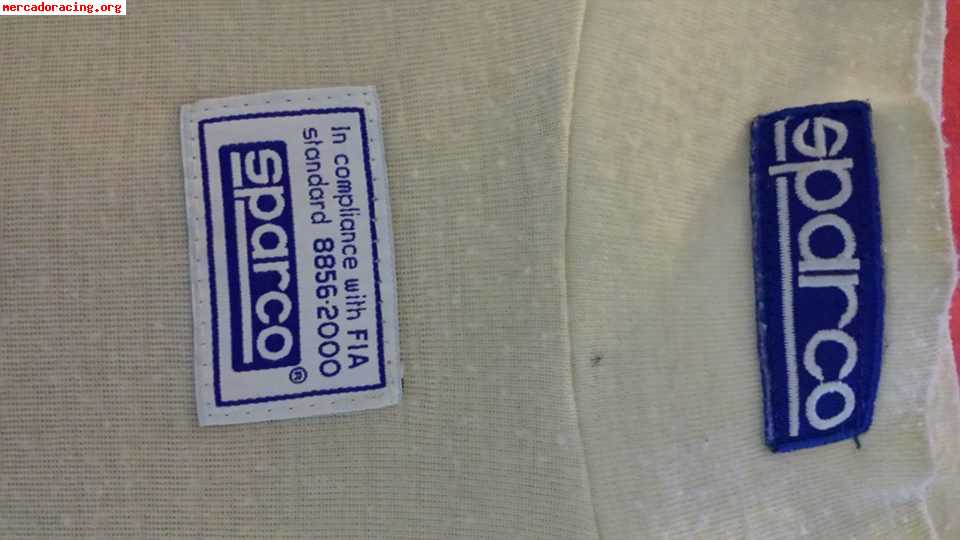 mercadoracing.org
In compliance with FIA
standard 8856-2000
sparco®
sparco